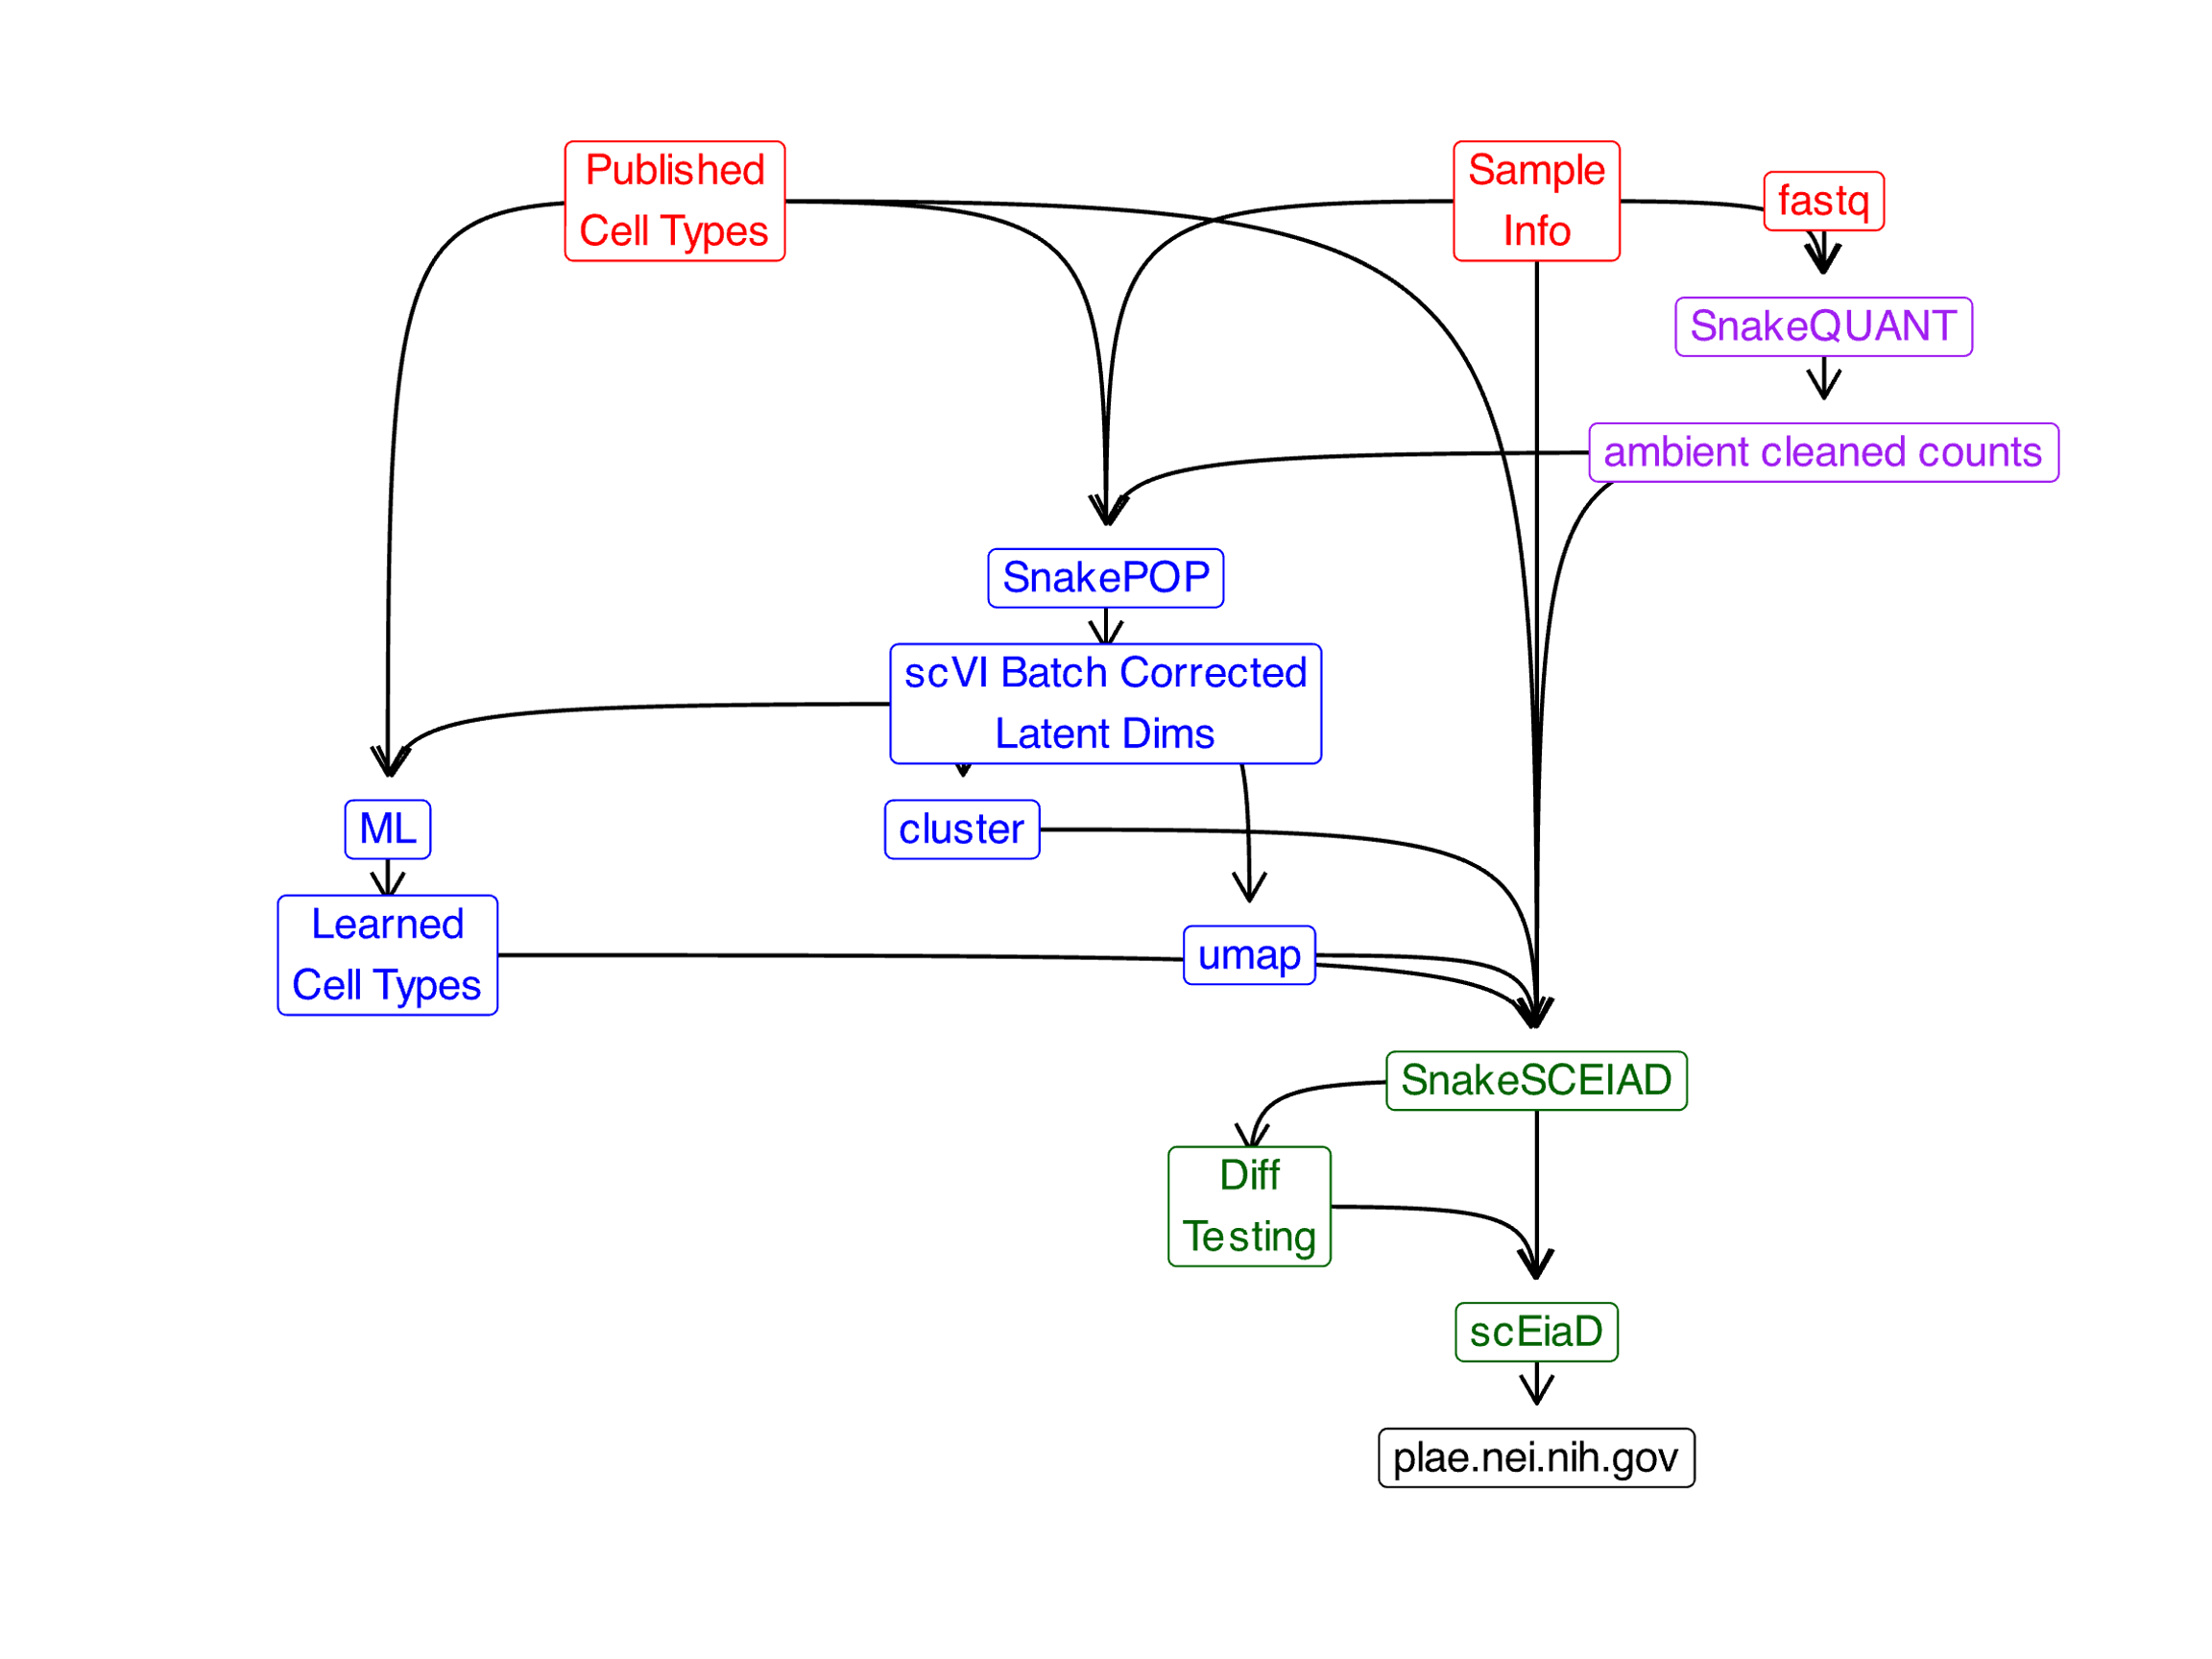 Published
Cell Types
Sample
Info
fastq
SnakeQUANT
ambient cleaned counts
SnakePOP
scVI Batch Corrected
Latent Dims
ML
cluster
Learned
Cell Types
umap
SnakeSCEIAD
Diff
Testing
scEiaD
plae.nei.nih.gov